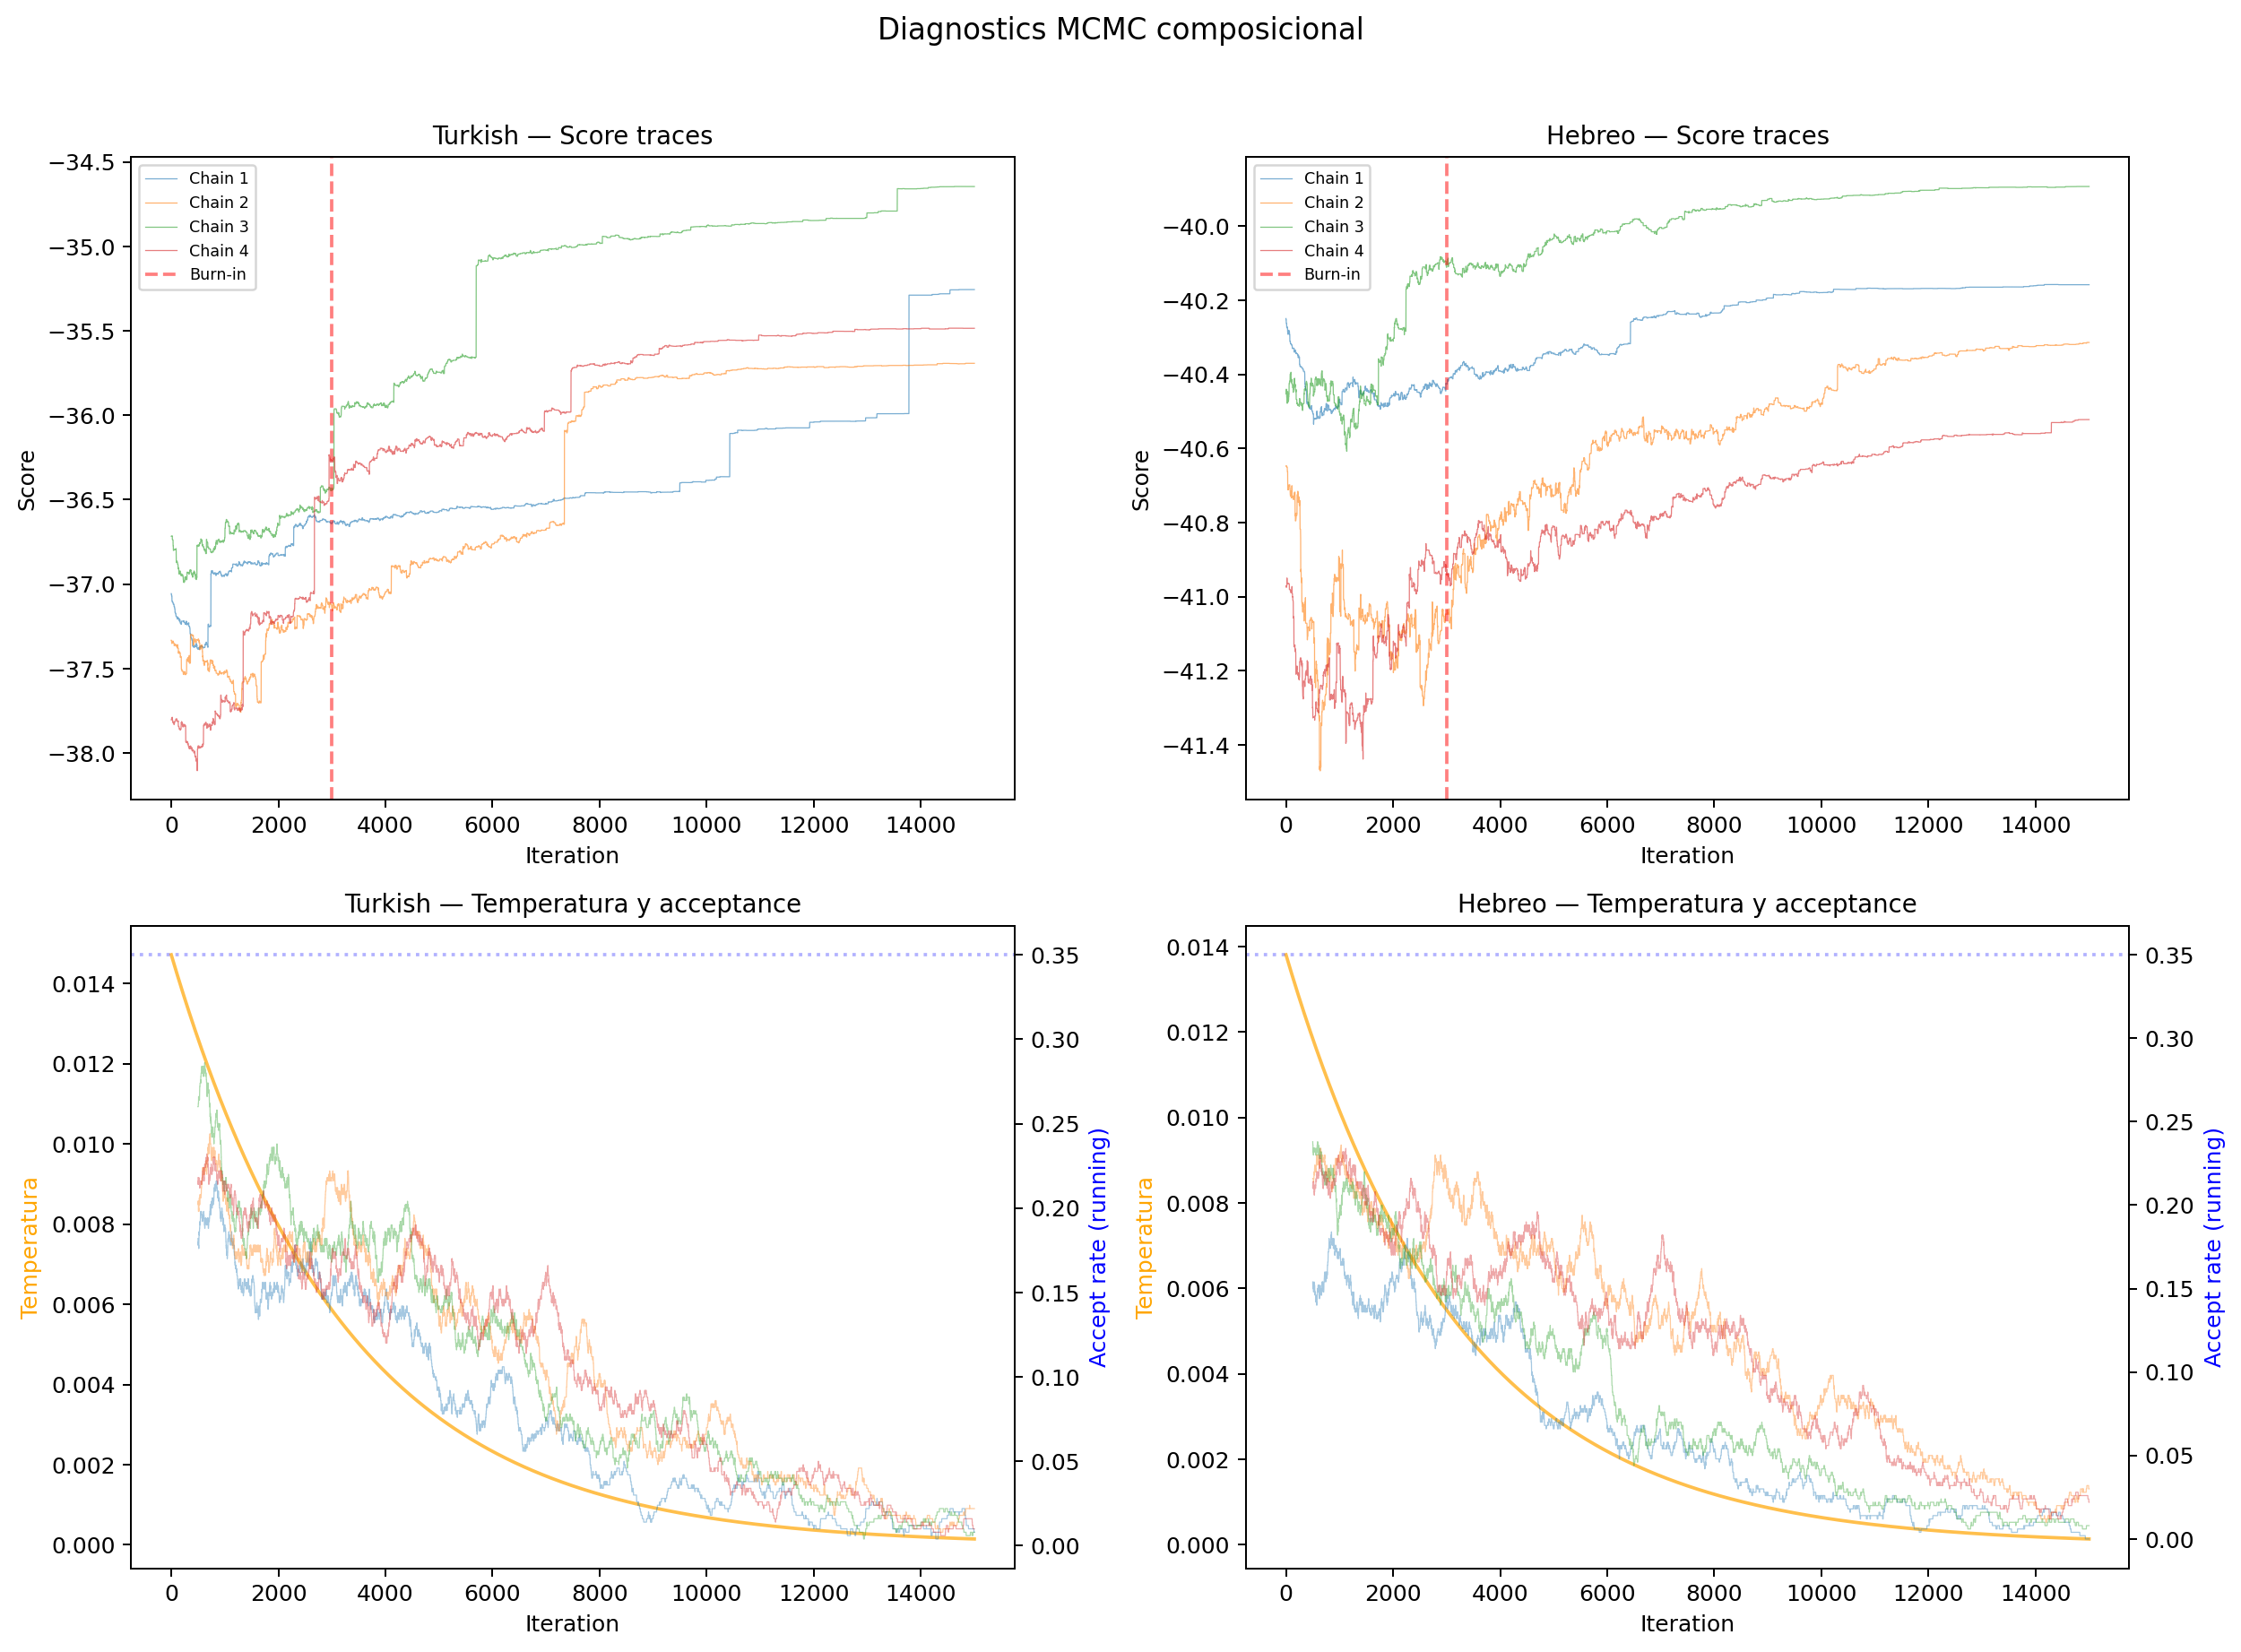 Diagnostics MCMC composicional
Turkish — Score traces
Chain 1
Chain 2
Chain 3
Chain 4
Burn-in
Score
−34.5
−35.0
−35.5
−36.0
−36.5
−37.0
−37.5
−38.0
0 2000 4000 6000 8000 10000 12000 14000
Iteration
Hebreo — Score traces
Chain 1
Chain 2
Chain 3
Chain 4
Burn-in
Score
−40.0
−40.2
−40.4
−40.6
−40.8
−41.0
−41.2
−41.4
0 2000 4000 6000 8000 10000 12000 14000
Iteration
Turkish — Temperatura y acceptance
Temperatura
0.014
0.012
0.010
0.008
0.006
0.004
0.002
0.000
0.35
0.30
0.25
0.20
0.15
0.10
0.05
0.00
Accept rate (running)
0 2000 4000 6000 8000 10000 12000 14000
Iteration
Hebreo — Temperatura y acceptance
Temperatura
0.014
0.012
0.010
0.008
0.006
0.004
0.002
0.000
0.35
0.30
0.25
0.20
0.15
0.10
0.05
0.00
Accept rate (running)
0 2000 4000 6000 8000 10000 12000 14000
Iteration